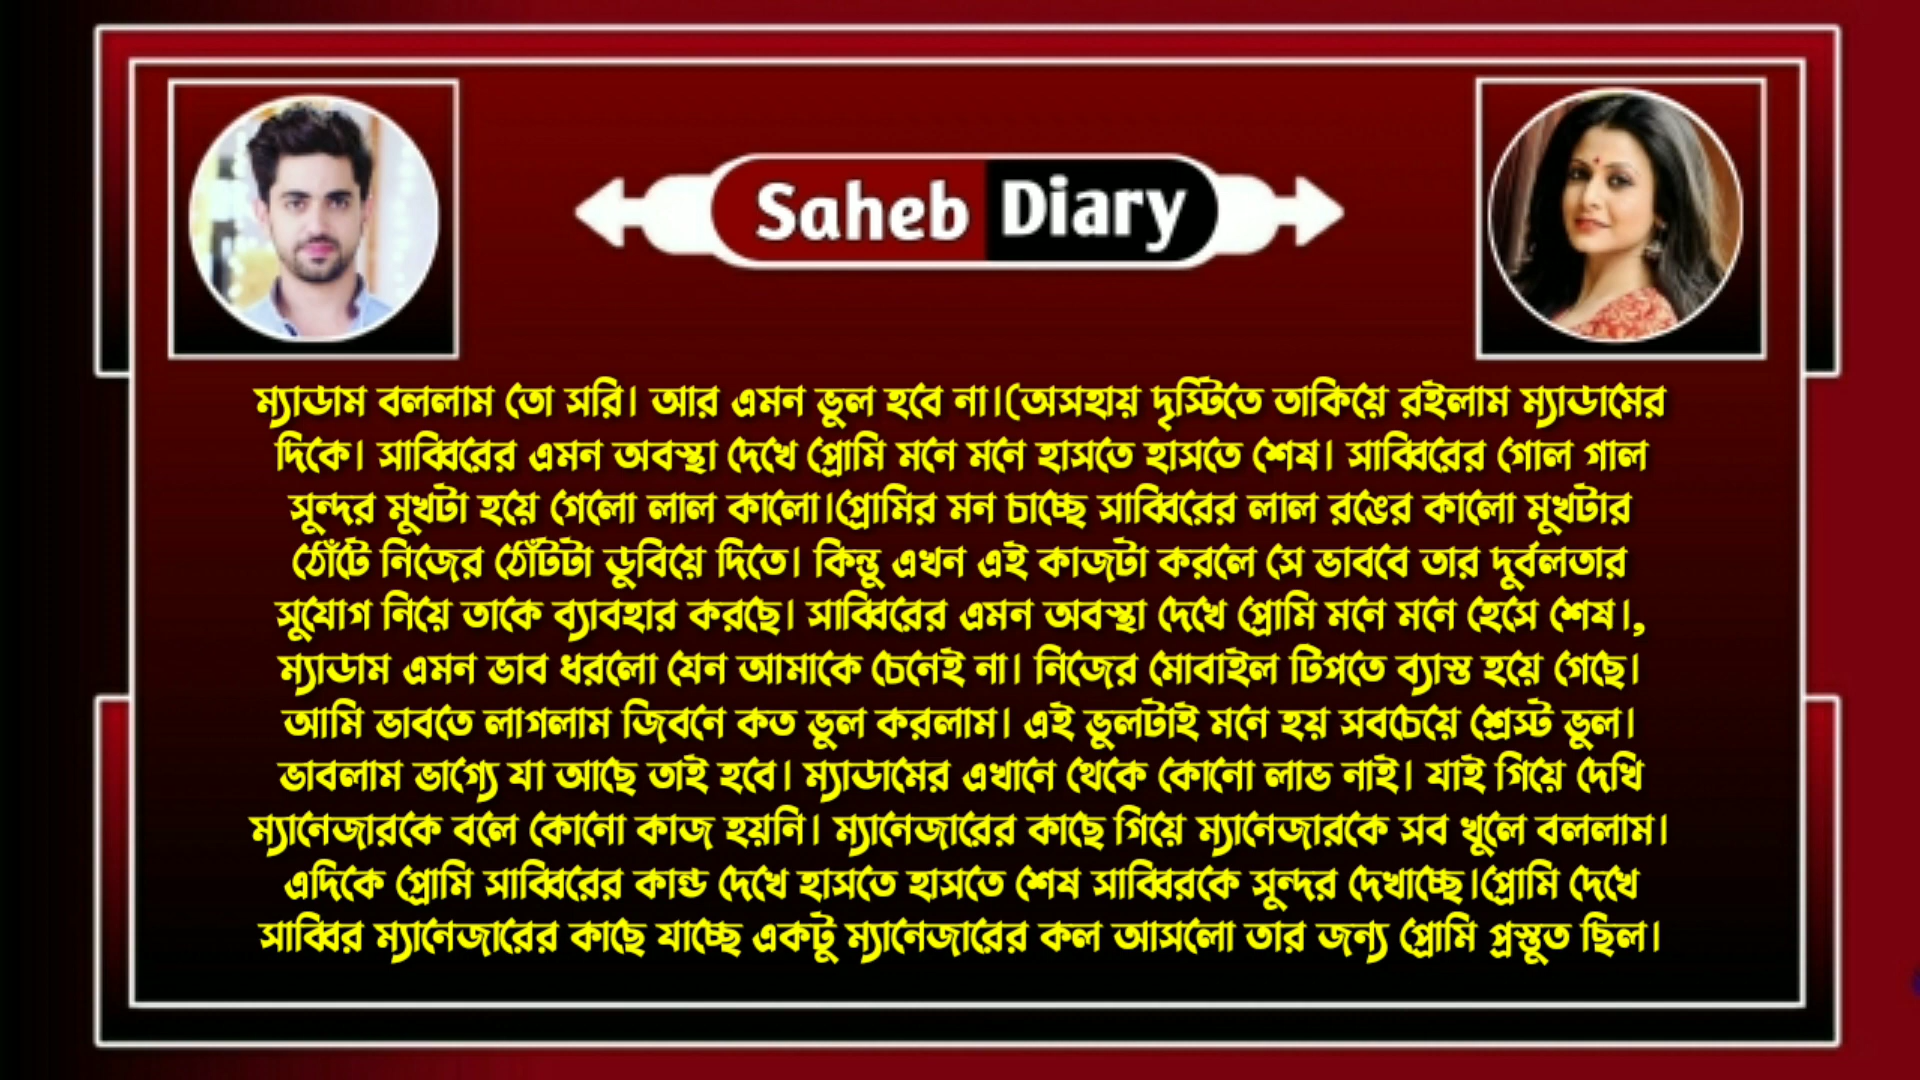 Saheb Diary
ম্যাডাম বললাম তো সরি। আর এমন ভুল হবে না।(অসহায় দৃস্টিতে তাকিয়ে রইলাম ম্যাডামের
দিকে। সাব্বিরের এমন অবস্থা দেখে প্রোমি মনে মনে হাসতে হাসতে শেষ। সাব্বিরের গোল গাল
সুন্দর মুখটা হয়ে গেলো লাল কালো।প্রোমির মন চাচ্ছে সাব্বিরের লাল রঙের কালো মুখটার
ঠোঁটে নিজের ঠোঁটটা ডুবিয়ে দিতে। কিন্তু এখন এই কাজটা করলে সে ভাববে তার দুর্বলতার
সুযোগ নিয়ে তাকে ব্যাবহার করছে। সাব্বিরের এমন অবস্থা দেখে প্রোমি মনে মনে হেসে শেষ।,
ম্যাডাম এমন ভাব ধরলো যেন আমাকে চেনেই না। নিজের মোবাইল টিপতে ব্যাস্ত হয়ে গেছে।
আমি ভাবতে লাগলাম জিবনে কত ভুল করলাম। এই ভুলটাই মনে হয় সবচেয়ে শ্রেস্ট ভুল।
ভাবলাম ভাগ্যে যা আছে তাই হবে। ম্যাডামের এখানে থেকে কোনো লাভ নাই। যাই গিয়ে দেখি
ম্যানেজারকে বলে কোনো কাজ হয়নি। ম্যানেজারের কাছে গিয়ে ম্যানেজারকে সব খুলে বললাম।
এদিকে প্রোমি সাব্বিরের কান্ড দেখে হাসতে হাসতে শেষ সাব্বিরকে সুন্দর দেখাচ্ছে।প্রোমি দেখে
সাব্বির ম্যানেজারের কাছে যাচ্ছে একটু ম্যানেজারের কল আসলো তার জন্য প্রোমি প্রস্তুত ছিল।